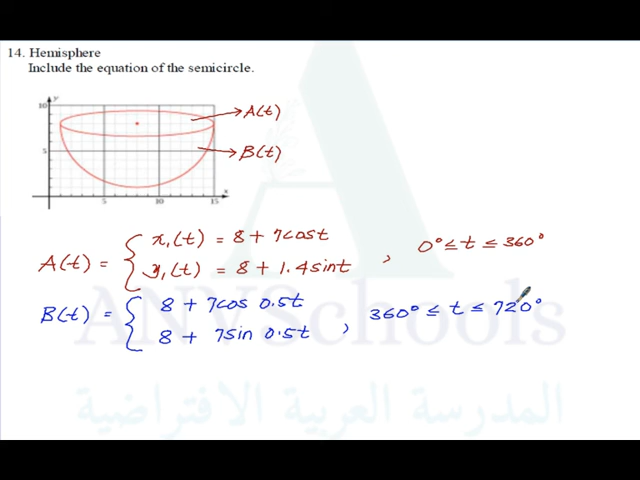 14. Hemisphere
Include the equation of the semicircle.
y
10
A(t)
5
B(t)
5
10
15
x
A(t) = { x₁(t) = 8 + 7cost
y₁(t) = 8 + 1.4sint , 0° ≤ t ≤ 360°
B(t) = { 8 + 7cos 0.5t
8 + 7sin 0.5t , 360° ≤ t ≤ 720°
ANYSchools
المدرسة العربية الافتراضية